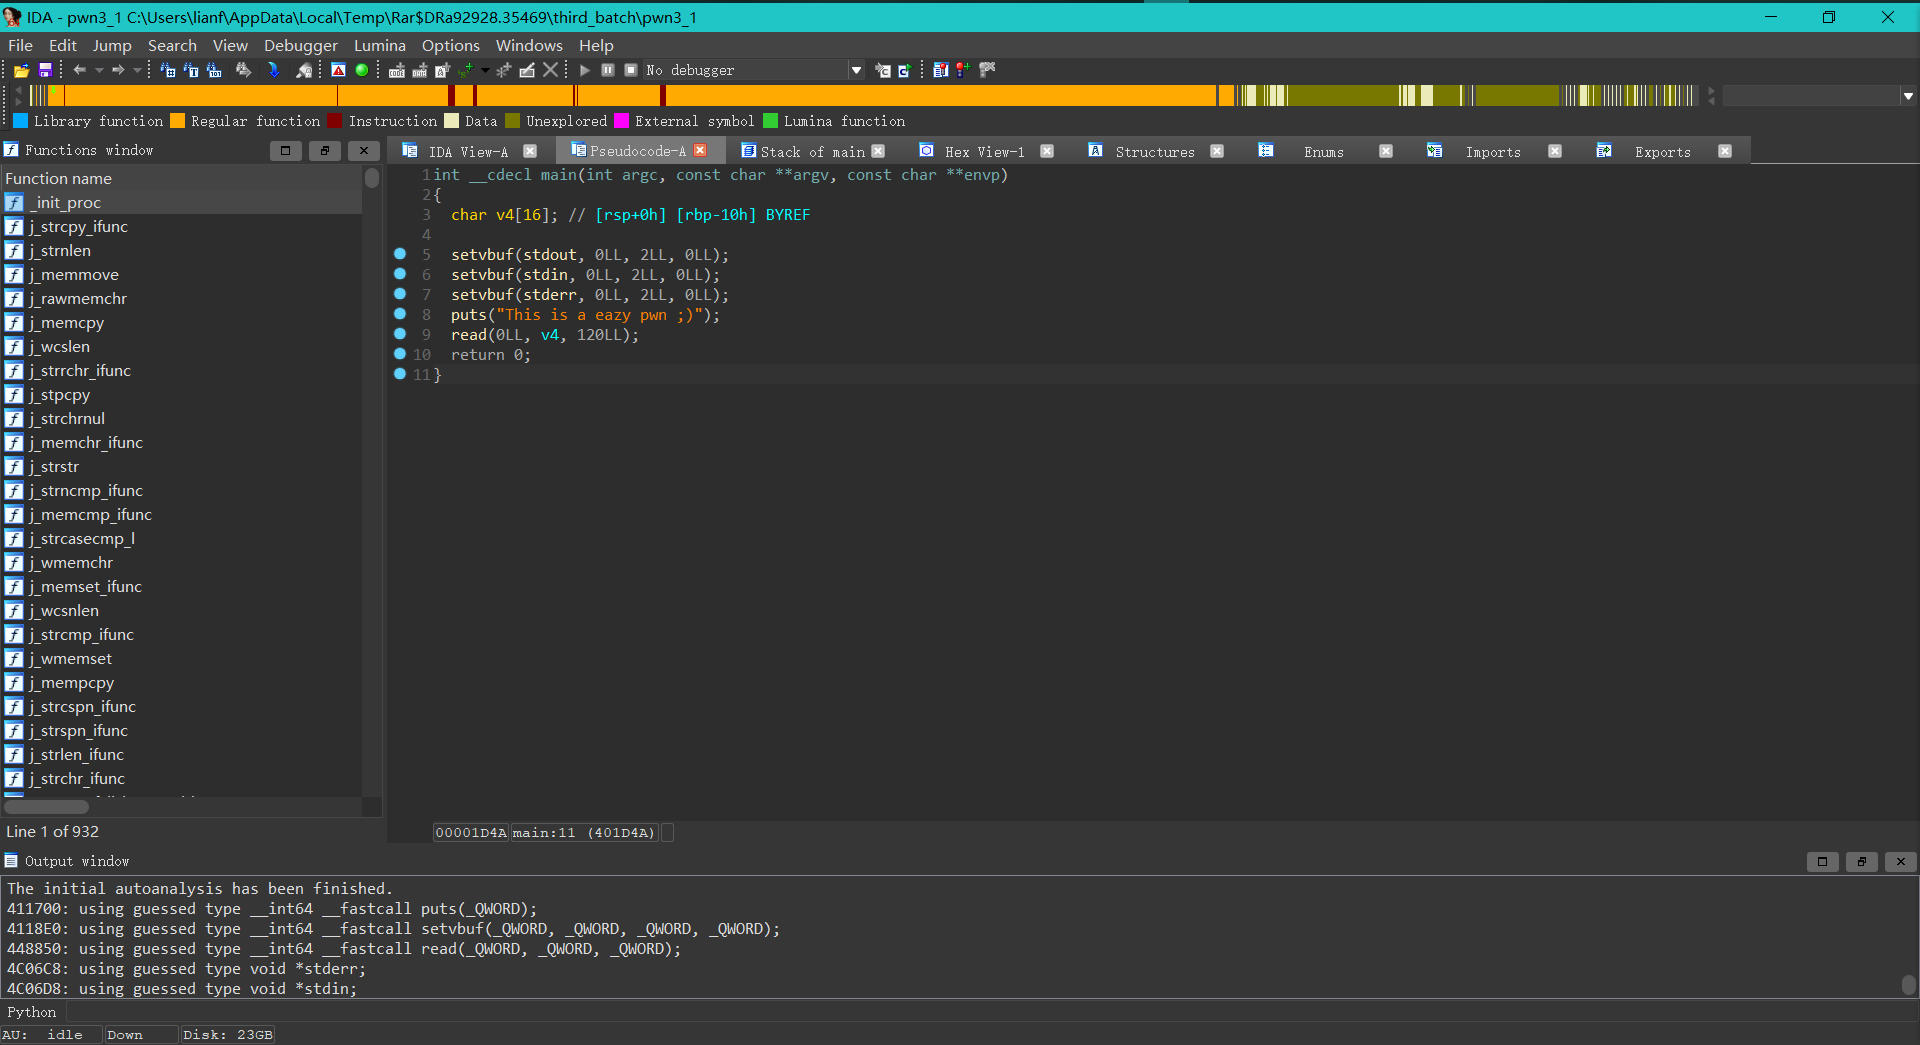 IDA - pwn3_1 C:\Users\lianf\AppData\Local\Temp\Rar$DRa92928.35469\third_batch\pwn3_1
File Edit Jump Search View Debugger Lumina Options Windows Help
No debugger
Library function Regular function Instruction Data Unexplored External symbol Lumina function
Functions window
IDA View-A Pseudocode-A Stack of main Hex View-1 Structures Enums Imports Exports
Function name
_init_proc
j_strcpy_ifunc
j_strnlen
j_memmove
j_rawmemchr
j_memcpy
j_wcslen
j_strrchr_ifunc
j_stpcpy
j_strchrnul
j_memchr_ifunc
j_strstr
j_strncmp_ifunc
j_memcmp_ifunc
j_strcasecmp_l
j_wmemchr
j_memset_ifunc
j_wcsnlen
j_strcmp_ifunc
j_wmemset
j_mempcpy
j_strcspn_ifunc
j_strspn_ifunc
j_strlen_ifunc
j_strchr_ifunc
Line 1 of 932
1 int __cdecl main(int argc, const char **argv, const char **envp)
2 {
3 char v4[16]; // [rsp+0h] [rbp-10h] BYREF
4
5 setvbuf(stdout, 0LL, 2LL, 0LL);
6 setvbuf(stdin, 0LL, 2LL, 0LL);
7 setvbuf(stderr, 0LL, 2LL, 0LL);
8 puts("This is a eazy pwn ;)");
9 read(0LL, v4, 120LL);
10 return 0;
11 }
00001D4A main:11 (401D4A)
Output window
The initial autoanalysis has been finished.
411700: using guessed type __int64 __fastcall puts(_QWORD);
4118E0: using guessed type __int64 __fastcall setvbuf(_QWORD, _QWORD, _QWORD, _QWORD);
448850: using guessed type __int64 __fastcall read(_QWORD, _QWORD, _QWORD);
4C06C8: using guessed type void *stderr;
4C06D8: using guessed type void *stdin;
Python
AU: idle Down Disk: 23GB